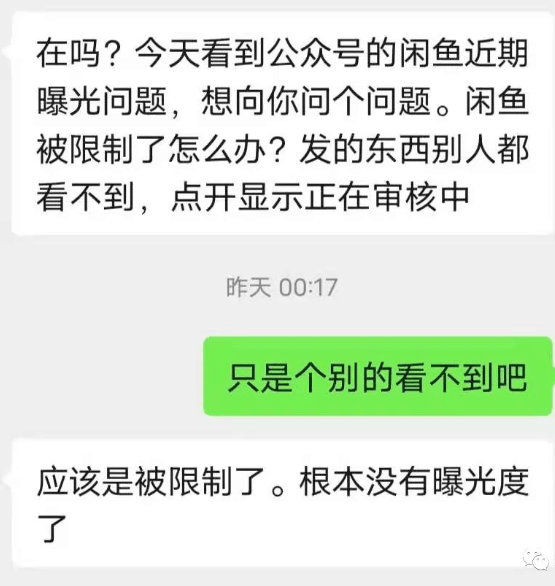 在吗？今天看到公众号的闲鱼近期
曝光问题，想向你问个问题。闲鱼
被限制了怎么办？发的东西别人都
看不到，点开显示正在审核中
昨天 00:17
只是个别的看不到吧
应该是被限制了。根本没有曝光度
了